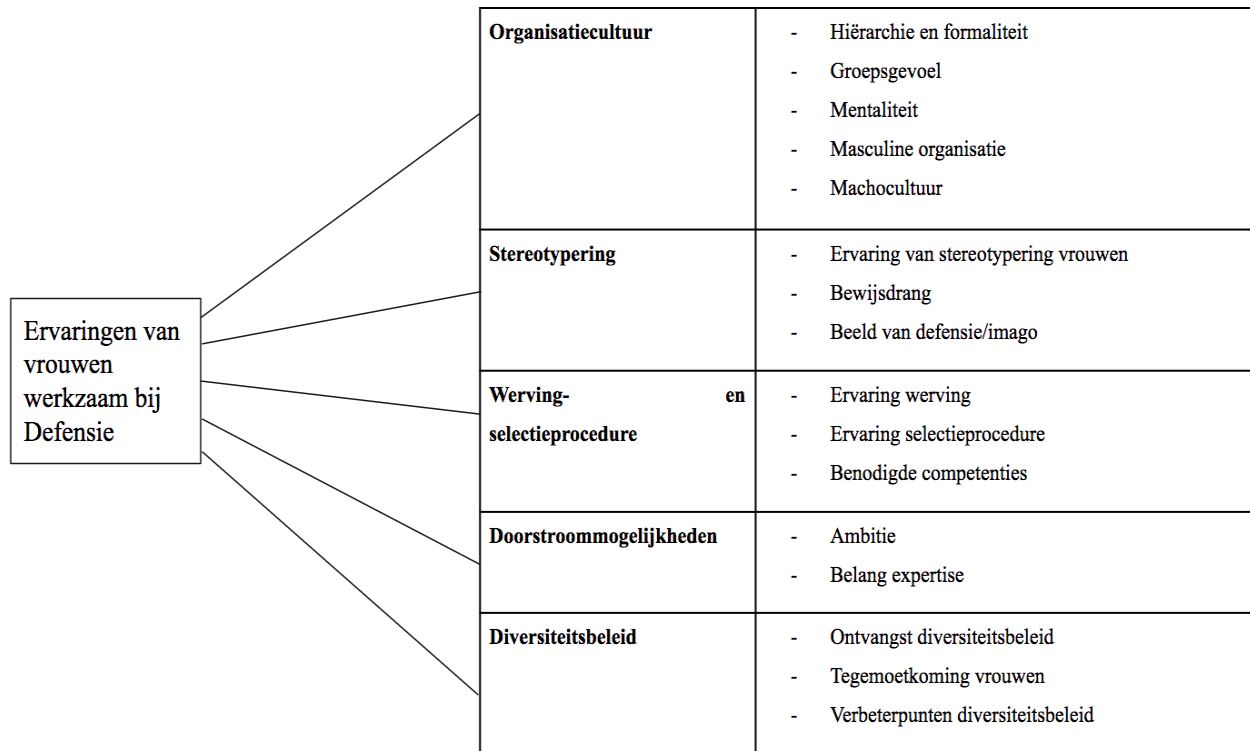 Ervaringen van
vrouwen
werkzaam bij
Defensie
Organisatiecultuur
- Hiërarchie en formaliteit
- Groepsgevoel
- Mentaliteit
- Masculine organisatie
- Machocultuur
Stereotypering
- Ervaring van stereotypering vrouwen
- Bewijsdrang
- Beeld van defensie/imago
Werving- en
selectieprocedure
- Ervaring werving
- Ervaring selectieprocedure
- Benodigde competenties
Doorstroommogelijkheden
- Ambitie
- Belang expertise
Diversiteitsbeleid
- Ontvangst diversiteitsbeleid
- Tegemoetkoming vrouwen
- Verbeterpunten diversiteitsbeleid